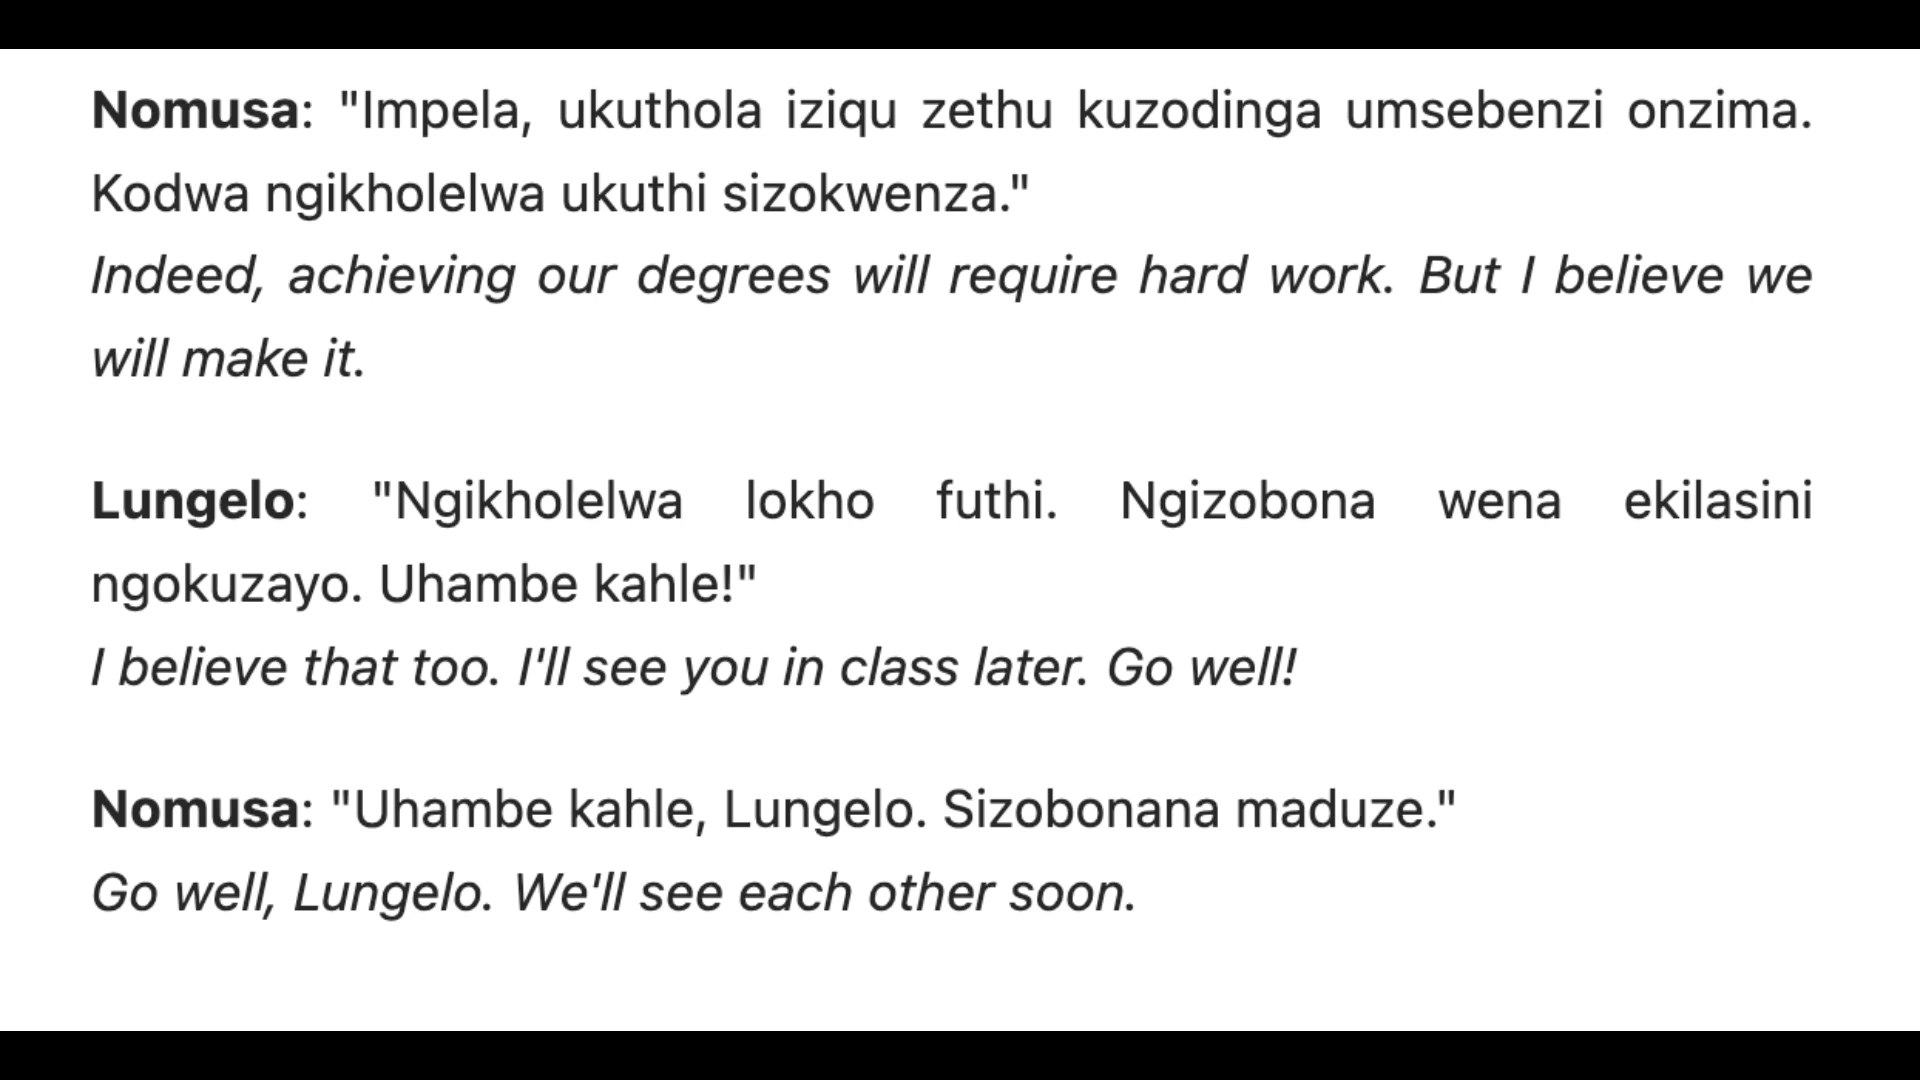 Nomusa: "Impela, ukuthola iziqu zethu kuzodinga umsebenzi onzima.
Kodwa ngikholelwa ukuthi sizokwenza."
Indeed, achieving our degrees will require hard work. But I believe we
will make it.
Lungelo: "Ngikholelwa lokho futhi. Ngizobona wena ekilasini
ngokuzayo. Uhambe kahle!"
I believe that too. I'll see you in class later. Go well!
Nomusa: "Uhambe kahle, Lungelo. Sizobonana maduze."
Go well, Lungelo. We'll see each other soon.